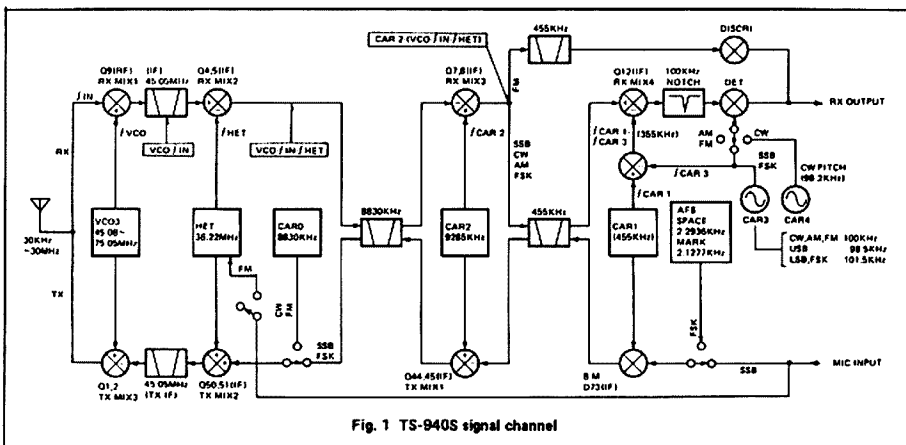 455KHz
DISCRI
CAR 2 (VCO / IN / HET)
FM
Q9(RF)
RX MIX1
(IF)
45.05MHz
Q4,5(IF)
RX MIX2
Q7,8(IF)
RX MIX3
Q12(IF)
RX MIX4
100KHz
NOTCH
DET
RX OUTPUT
f IN
f VCO
f HET
f CAR 2
VCO / IN
VCO / IN / HET
RX
f CAR 1
f CAR 3
(355KHz)
AM
FM
CW
SSB
FSK
SSB
CW
AM
FSK
f CAR 3
CW PITCH
(98.2KHz)
f CAR 1
CAR3
CAR4
30KHz
~30MHz
VCO3
45.08~
75.05MHz
HET
36.22MHz
CAR0
8830KHz
8830KHz
CAR2
9285KHz
455KHz
CAR1
(455KHz)
AFS
SPACE
2.2936KHz
MARK
2.1277KHz
CW,AM,FM 100KHz
USB 98.5KHz
LSB,FSK 101.5KHz
TX
FM
CW
FM
SSB
FSK
FSK
SSB
MIC INPUT
Q1,2
TX MIX3
45.05MHz
(TX IF)
Q50,51(IF)
TX MIX2
Q44,45(IF)
TX MIX1
B M
D73(IF)
Fig. 1 TS-940S signal channel